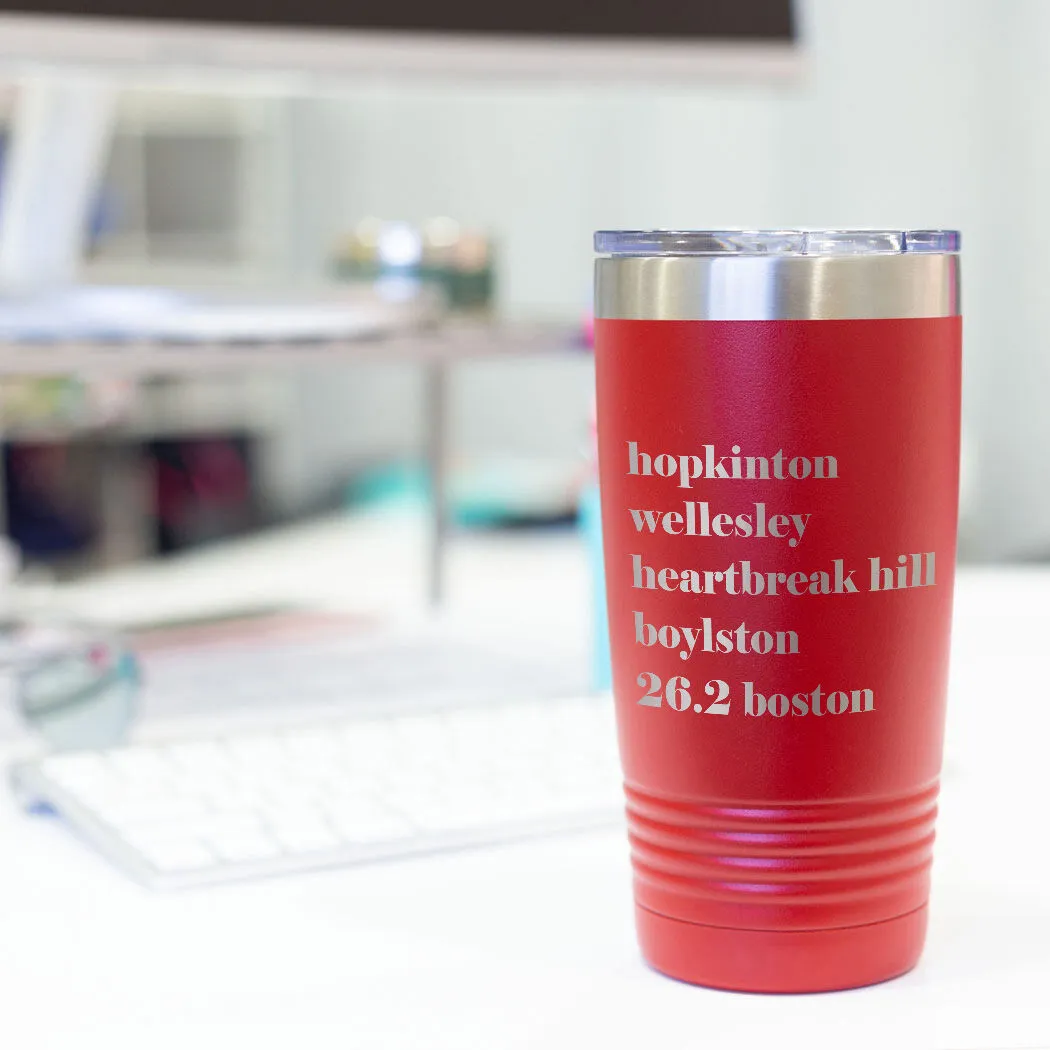 hopkinton
wellesley
heartbreak hill
boylston
26.2 boston